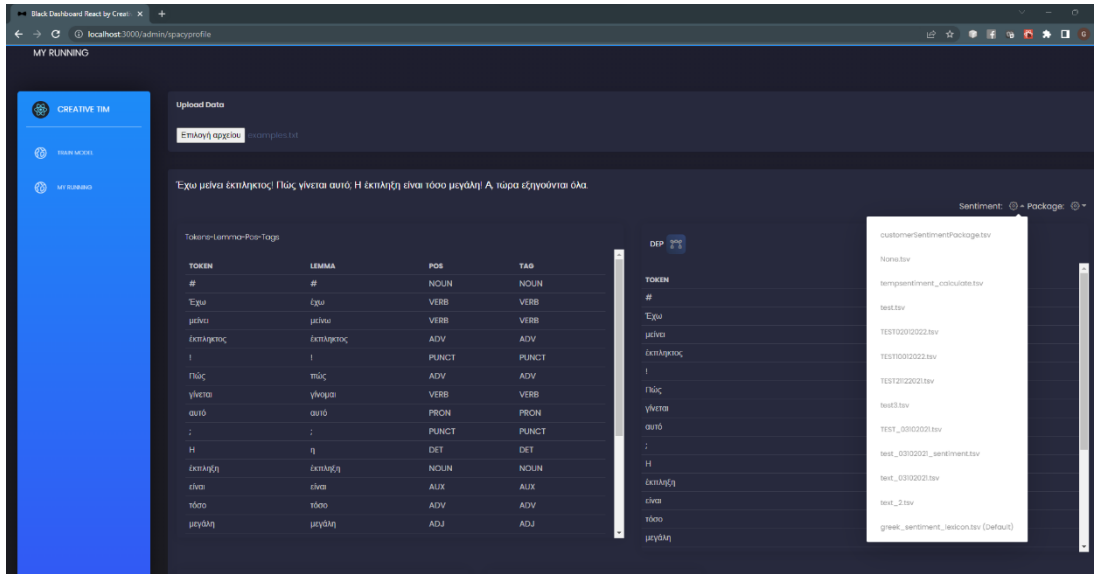 Black Dashboard React by Creati
localhost:3000/admin/spacyprofile
MY RUNNING
CREATIVE TIM
TRAIN MODEL
MY RUNNING
Upload Data
Επιλογή αρχείου examples.txt
Έχω μείνει έκπληκτος! Πώς γίνεται αυτό; Η έκπληξη είναι τόσο μεγάλη! Α, τώρα εξηγούνται όλα.
Sentiment: Package:
Tokens-Lemma-Pos-Tags
TOKEN LEMMA POS TAG
# # NOUN NOUN
Έχω έχω VERB VERB
μείνει μείνω VERB VERB
έκπληκτος έκπληκτος ADV ADV
! ! PUNCT PUNCT
Πώς πώς ADV ADV
γίνεται γίνομαι VERB VERB
αυτό αυτό PRON PRON
; ; PUNCT PUNCT
Η η DET DET
έκπληξη έκπληξη NOUN NOUN
είναι είναι AUX AUX
τόσο τόσο ADV ADV
μεγάλη μεγάλη ADJ ADJ
DEP
TOKEN
#
Έχω
μείνει
έκπληκτος
!
Πώς
γίνεται
αυτό
;
Η
έκπληξη
είναι
τόσο
μεγάλη
customerSentimentPackage.tsv
None.tsv
tempsentiment_calculate.tsv
test.tsv
TEST02012022.tsv
TEST10012022.tsv
TEST21122021.tsv
test3.tsv
TEST_03102021.tsv
test_03102021_sentiment.tsv
text_03102021.tsv
text_2.tsv
greek_sentiment_lexicon.tsv (Default)